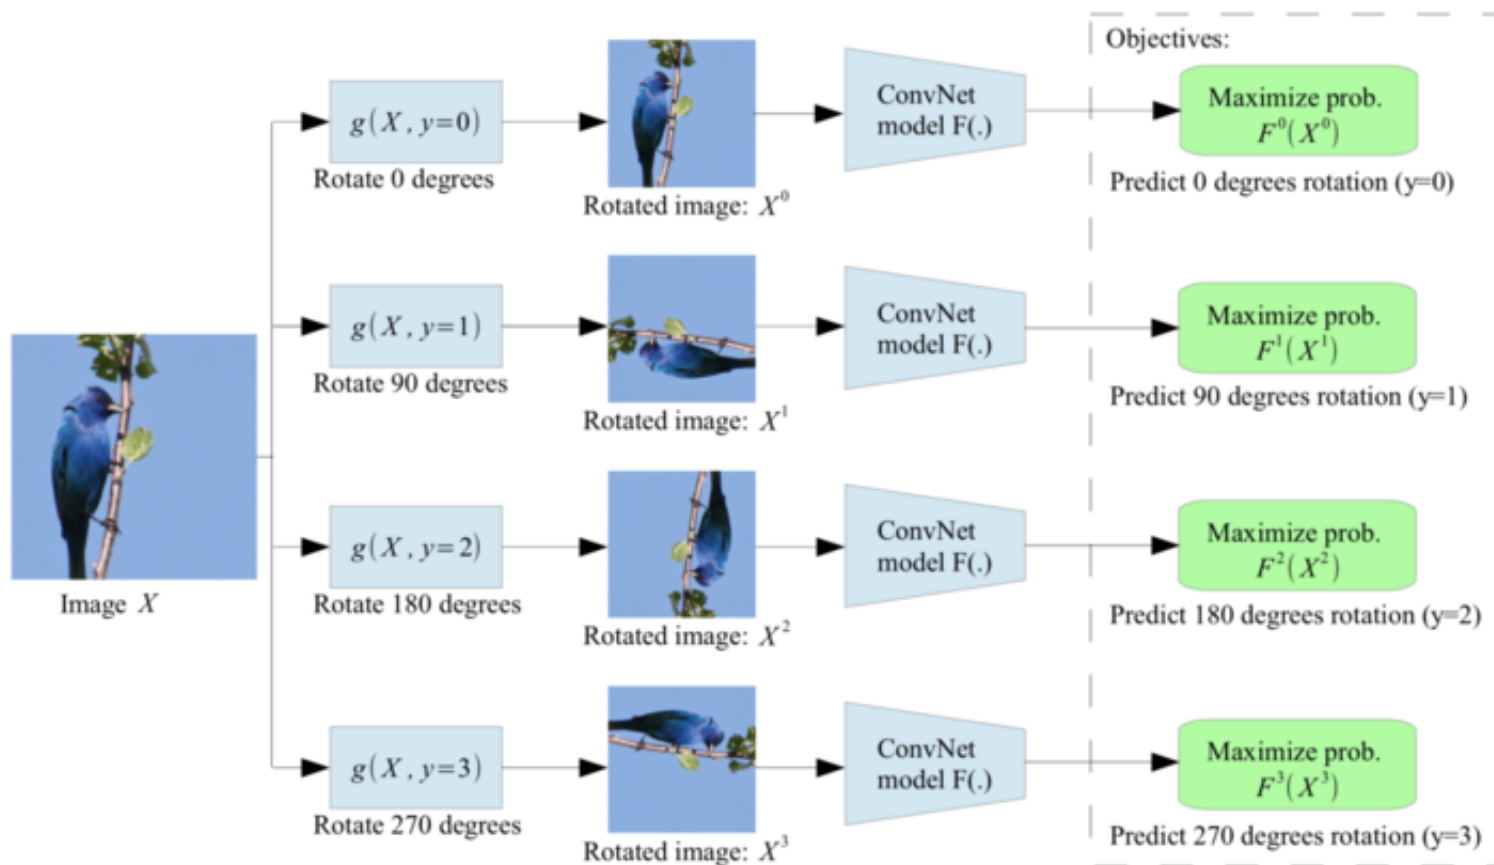 Objectives:
g(X, y=0)
Rotate 0 degrees
Rotated image: X⁰
ConvNet
model F(.)
Maximize prob.
F⁰(X⁰)
Predict 0 degrees rotation (y=0)
g(X, y=1)
Rotate 90 degrees
Rotated image: X¹
ConvNet
model F(.)
Maximize prob.
F¹(X¹)
Predict 90 degrees rotation (y=1)
Image X
g(X, y=2)
Rotate 180 degrees
Rotated image: X²
ConvNet
model F(.)
Maximize prob.
F²(X²)
Predict 180 degrees rotation (y=2)
g(X, y=3)
Rotate 270 degrees
Rotated image: X³
ConvNet
model F(.)
Maximize prob.
F³(X³)
Predict 270 degrees rotation (y=3)